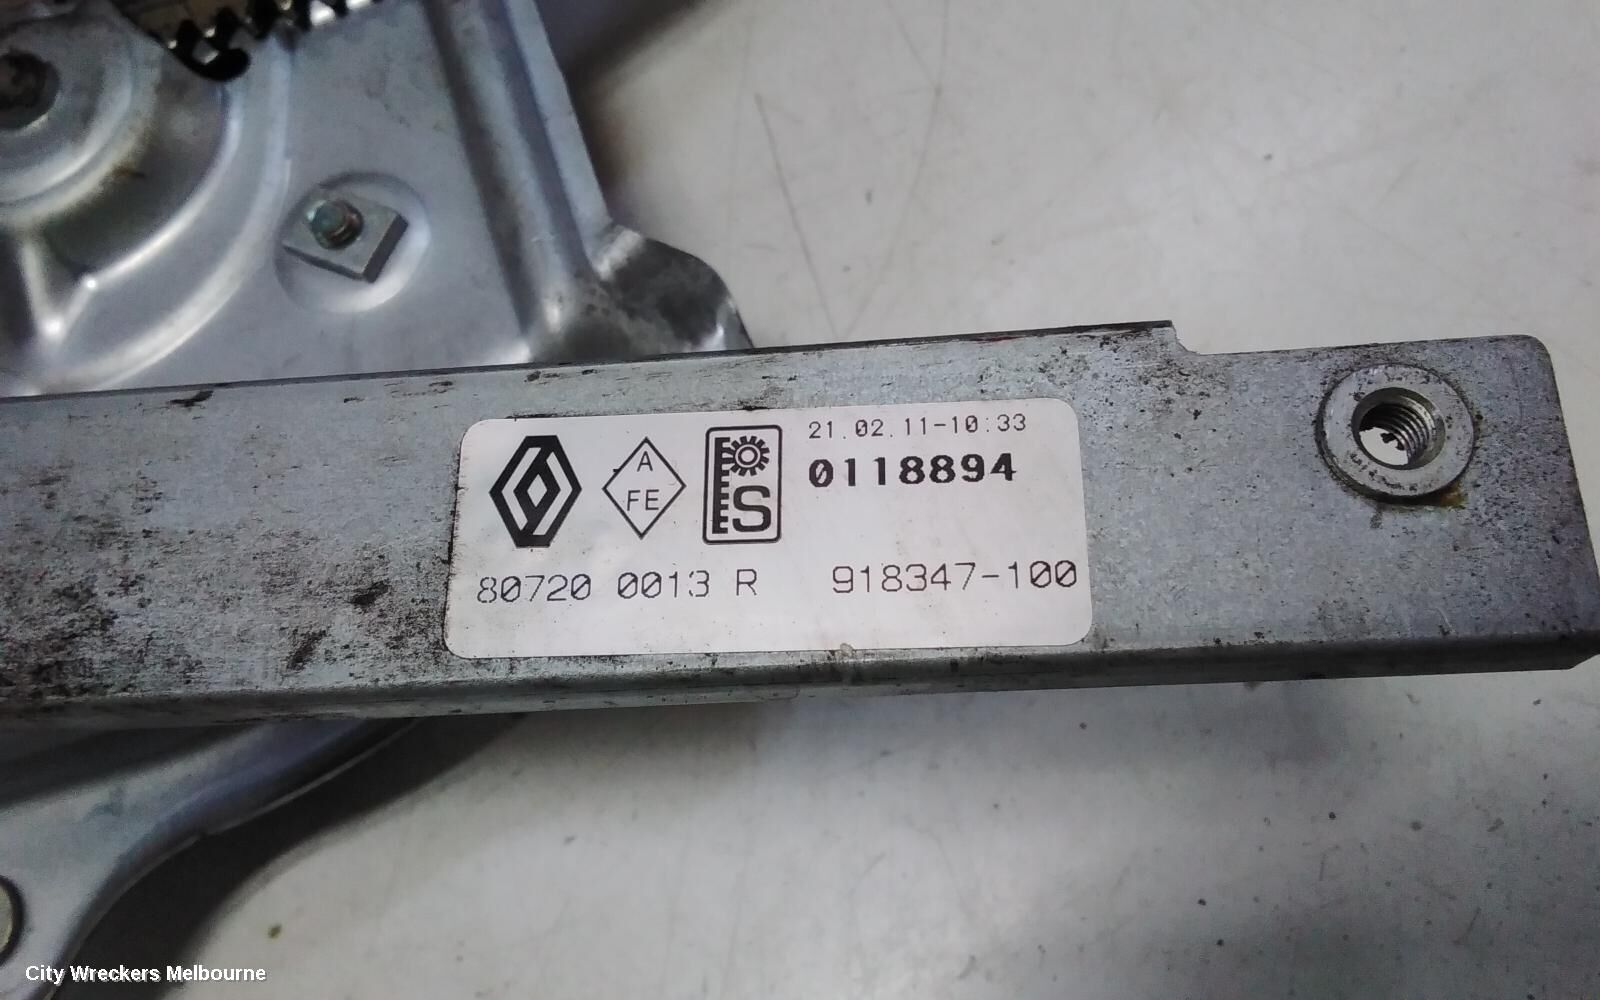 21.02.11-10:33
A
FE
S
0118894
80720 0013 R 918347-100
City Wreckers Melbourne